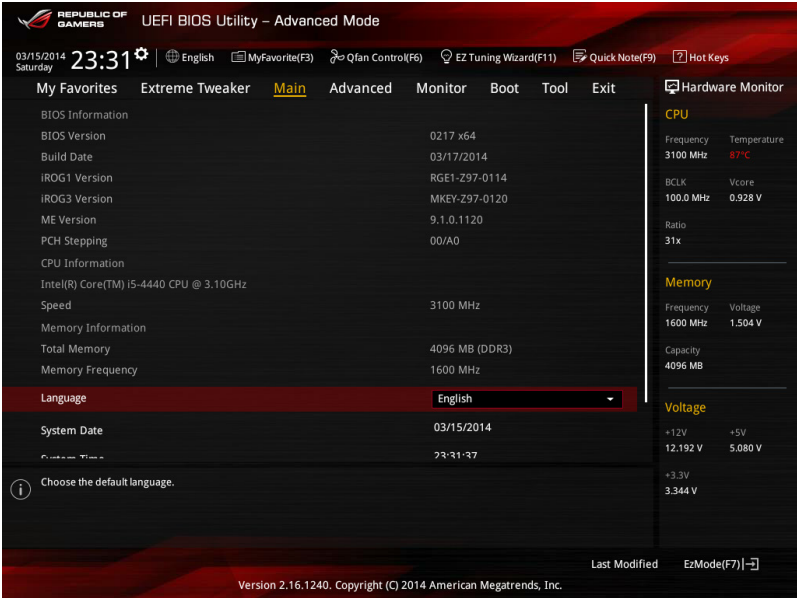 REPUBLIC OF
GAMERS
UEFI BIOS Utility – Advanced Mode
03/15/2014
Saturday
23:31
English
MyFavorite(F3)
Qfan Control(F6)
EZ Tuning Wizard(F11)
Quick Note(F9)
? Hot Keys
My Favorites Extreme Tweaker Main Advanced Monitor Boot Tool Exit
Hardware Monitor
BIOS Information
BIOS Version 0217 x64
Build Date 03/17/2014
iROG1 Version RGE1-Z97-0114
iROG3 Version MKEY-Z97-0120
ME Version 9.1.0.1120
PCH Stepping 00/A0
CPU Information
Intel(R) Core(TM) i5-4440 CPU @ 3.10GHz
Speed 3100 MHz
Memory Information
Total Memory 4096 MB (DDR3)
Memory Frequency 1600 MHz
Language English
System Date 03/15/2014
System Time 23:31:37
i Choose the default language.
CPU
Frequency Temperature
3100 MHz 87°C
BCLK Vcore
100.0 MHz 0.928 V
Ratio
31x
Memory
Frequency Voltage
1600 MHz 1.504 V
Capacity
4096 MB
Voltage
+12V +5V
12.192 V 5.080 V
+3.3V
3.344 V
Last Modified EzMode(F7)
Version 2.16.1240. Copyright (C) 2014 American Megatrends, Inc.